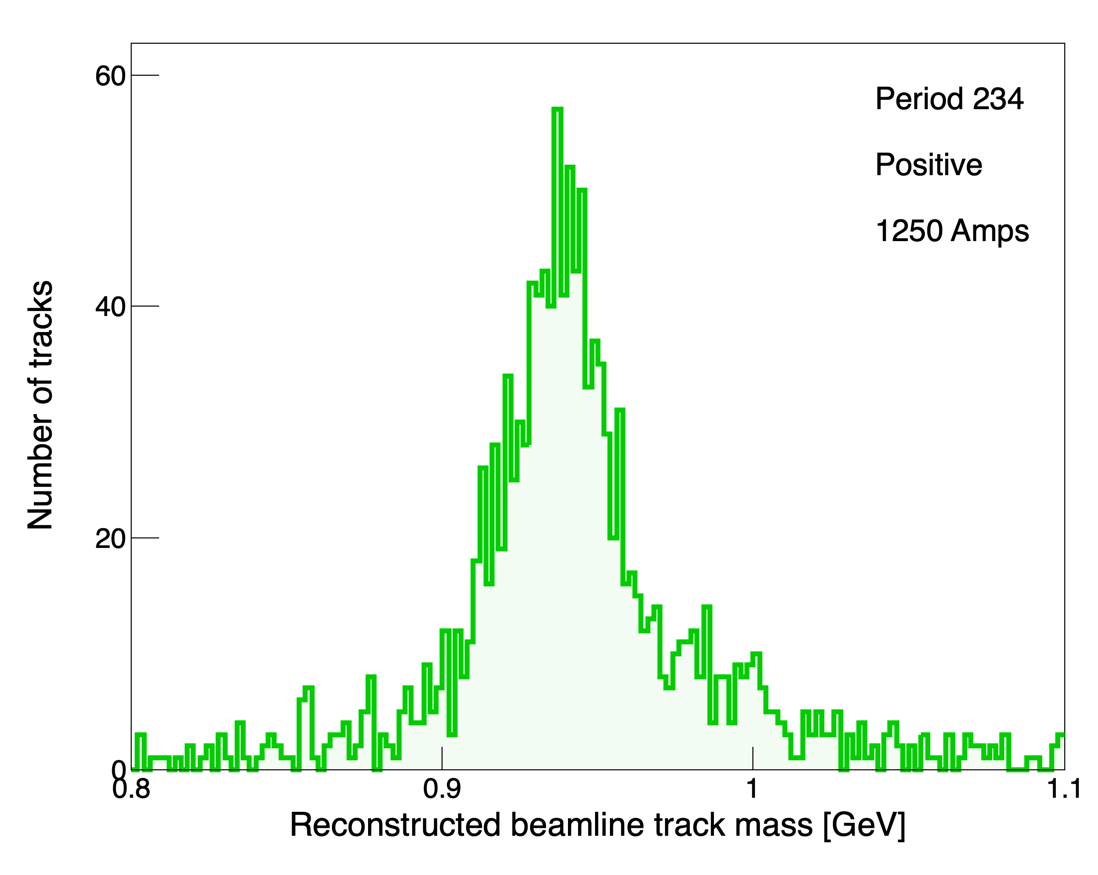 60
Period 234
Positive
1250 Amps
40
20
0
Number of tracks
0.8 0.9 1 1.1
Reconstructed beamline track mass [GeV]